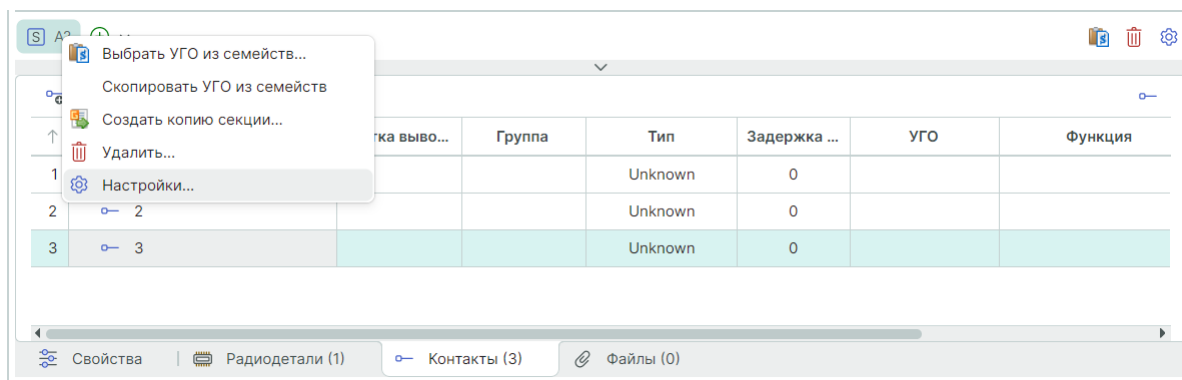 S A?
Выбрать УГО из семейств...
Скопировать УГО из семейств
Создать копию секции...
Удалить...
Настройки...
тка выво... Группа Тип Задержка ... УГО Функция
1 Unknown 0
2 2 Unknown 0
3 3 Unknown 0
Свойства Радиодетали (1) Контакты (3) Файлы (0)